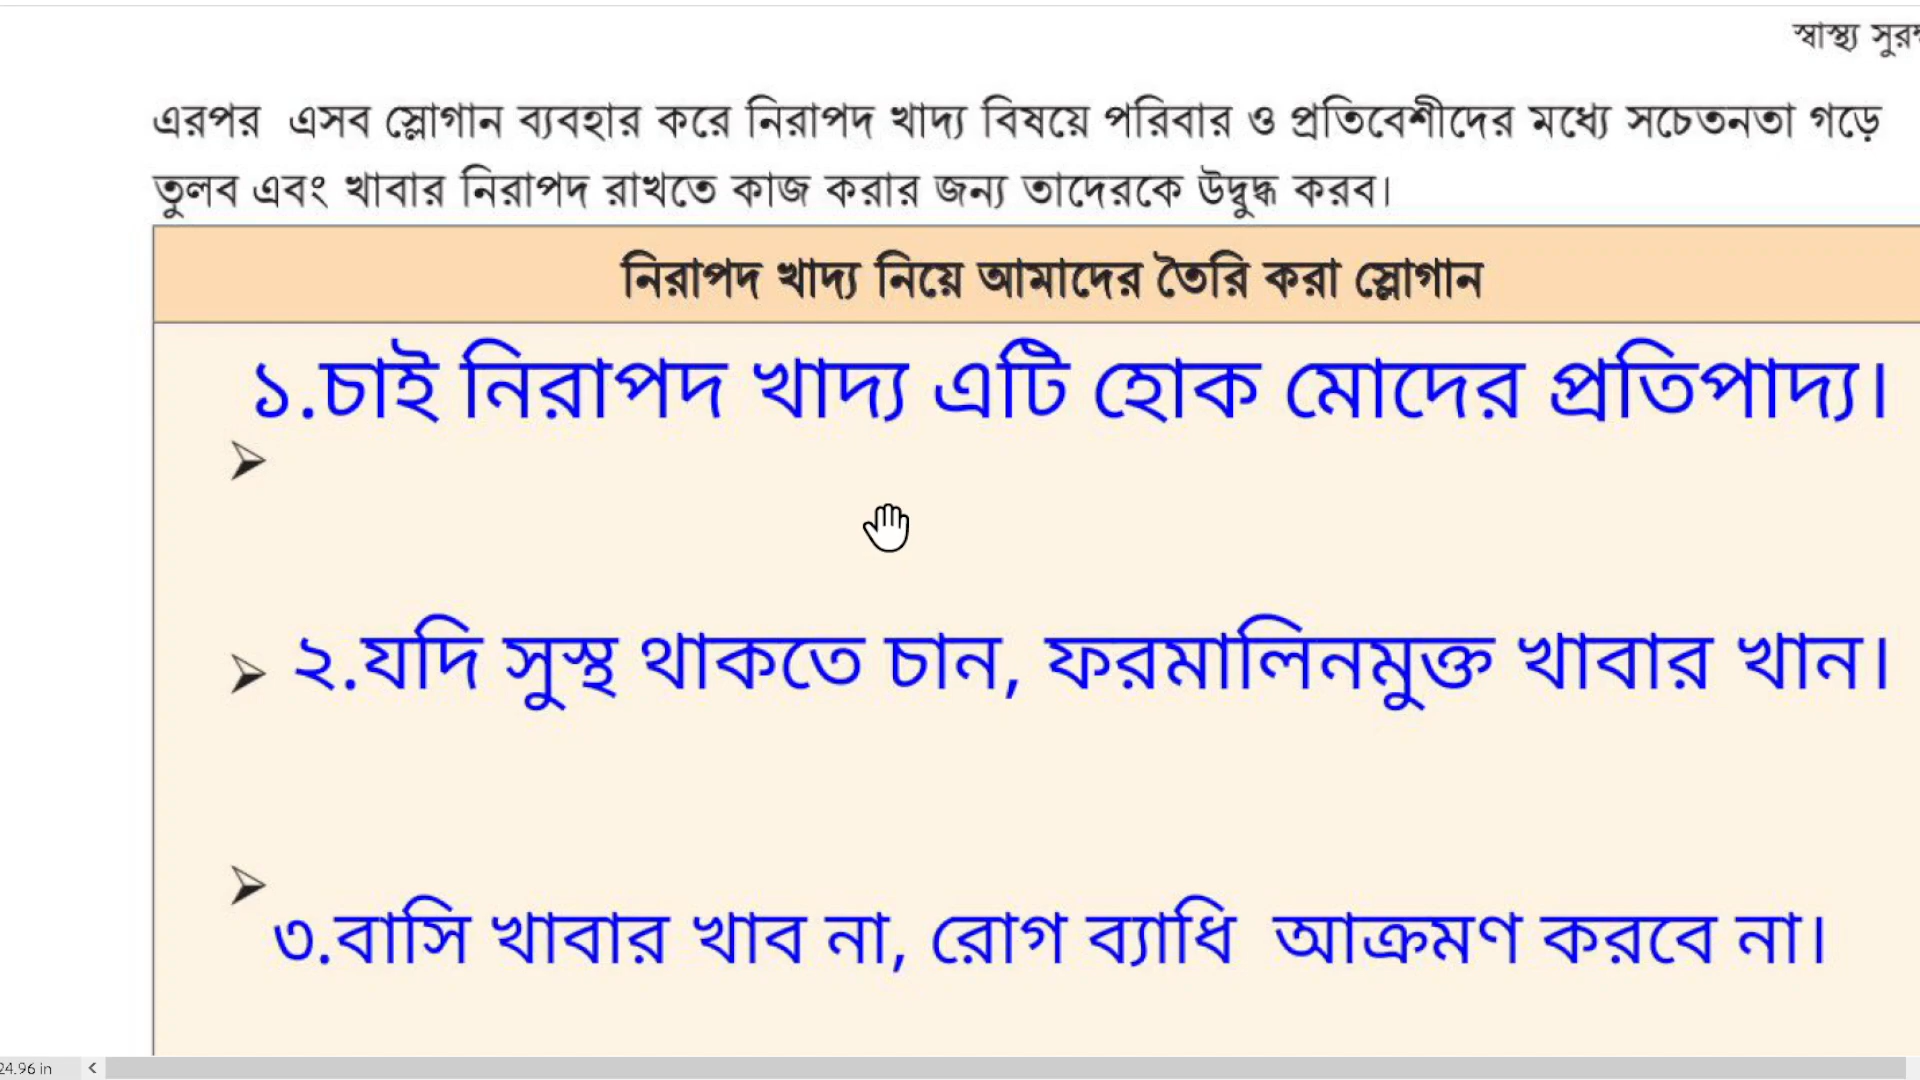 স্বাস্থ্য
এরপর এসব স্লোগান ব্যবহার করে নিরাপদ খাদ্য বিষয়ে পরিবার ও প্রতিবেশীদের মধ্যে সচেতনতা গড়ে
তুলব এবং খাবার নিরাপদ রাখতে কাজ করার জন্য তাদেরকে উদ্বুদ্ধ করব।
নিরাপদ খাদ্য নিয়ে আমাদের তৈরি করা স্লোগান
১.চাই নিরাপদ খাদ্য এটি হোক মোদের প্রতিপাদ্য।
২.যদি সুস্থ থাকতে চান, ফরমালিনমুক্ত খাবার খান।
৩.বাসি খাবার খাব না, রোগ ব্যাধি আক্রমণ করবে না।
24.96 in